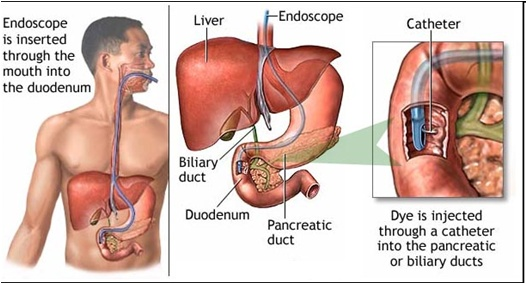 Endoscope
is inserted
through the
mouth into
the duodenum
Liver
Endoscope
Biliary
duct
Duodenum
Pancreatic
duct
Catheter
Dye is injected
through a catheter
into the pancreatic
or biliary ducts